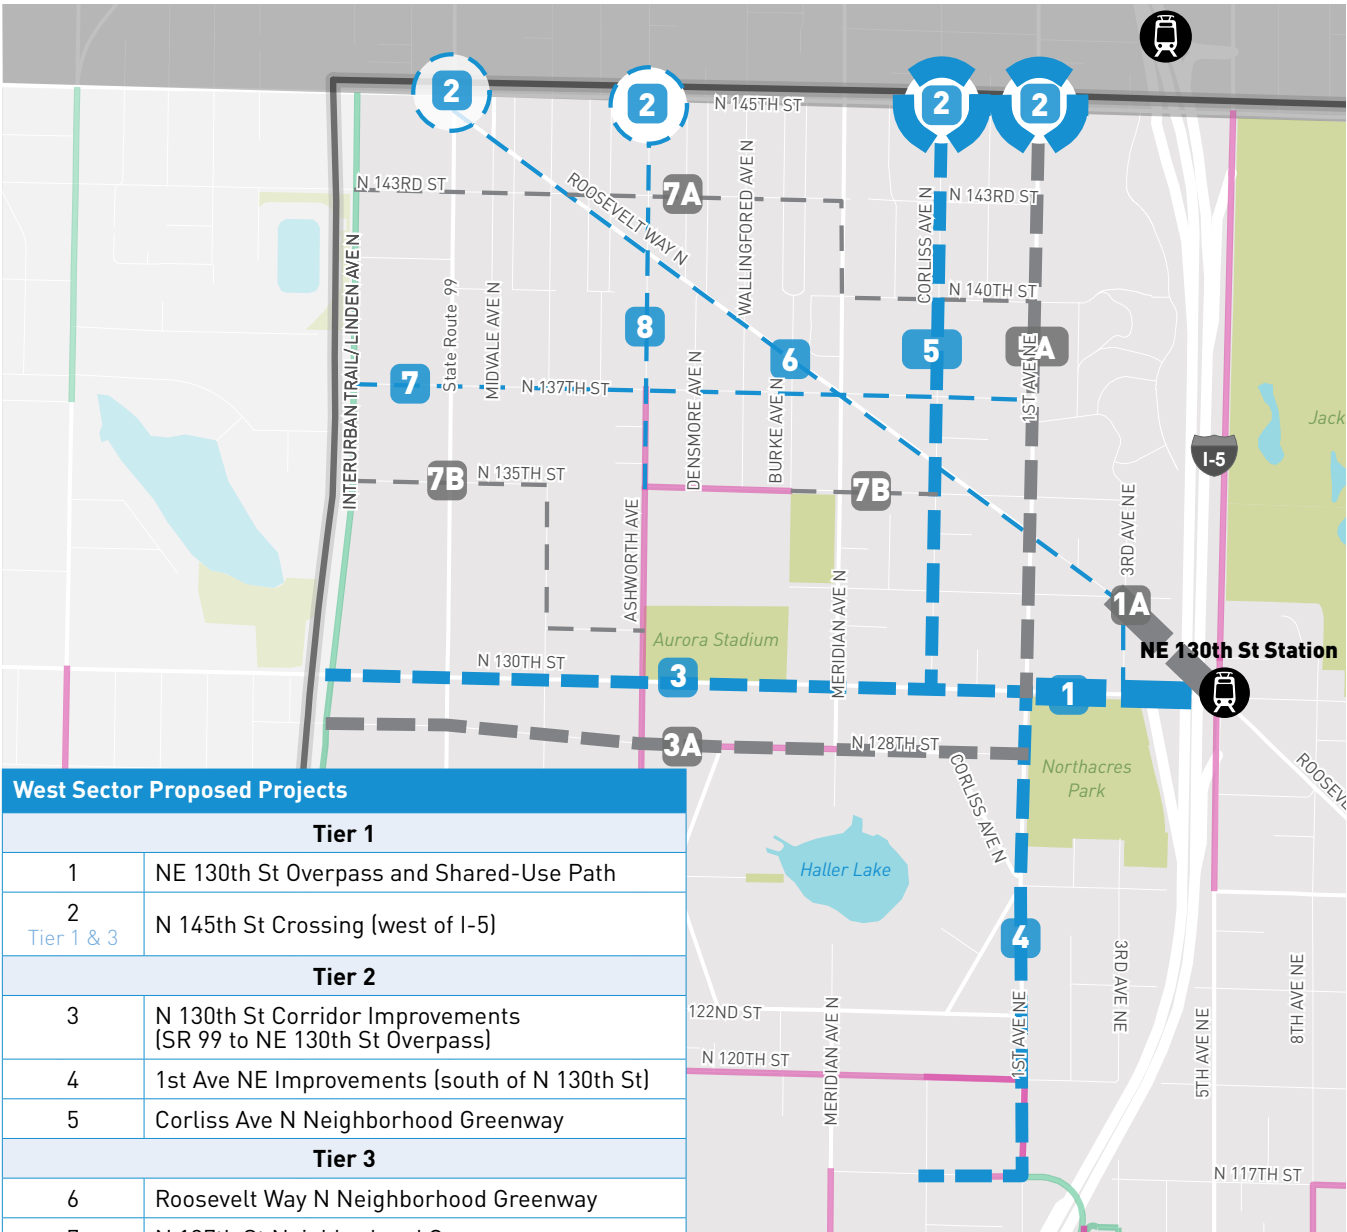 2
2
2
2
N 145TH ST
N 143RD ST
7A
ROOSEVELT WAY N
WALLINGFORD AVE N
CORLISS AVE N
N 143RD ST
N 140TH ST
INTERURBAN TRAIL/LINDEN AVE N
State Route 99
MIDVALE AVE N
8
6
5
1ST AVE NE
7
N 137TH ST
DENSMORE AVE N
BURKE AVE N
Jack
I-5
7B
N 135TH ST
7B
ASHWORTH AVE
3RD AVE NE
MERIDIAN AVE N
1A
Aurora Stadium
NE 130th St Station
N 130TH ST
3
1
3A
N 128TH ST
CORLISS AVE N
Northacres
Park
ROOSEV
Haller Lake
4
3RD AVE NE
8TH AVE NE
122ND ST
1ST AVE NE
MERIDIAN AVE N
5TH AVE NE
N 120TH ST
N 117TH ST
West Sector Proposed Projects
Tier 1
1 NE 130th St Overpass and Shared-Use Path
2 N 145th St Crossing (west of I-5)
Tier 1 & 3
Tier 2
3 N 130th St Corridor Improvements
(SR 99 to NE 130th St Overpass)
4 1st Ave NE Improvements (south of N 130th St)
5 Corliss Ave N Neighborhood Greenway
Tier 3
6 Roosevelt Way N Neighborhood Greenway